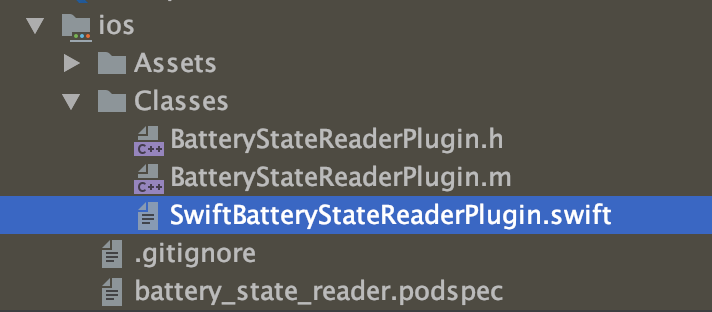 ios
Assets
Classes
C++ BatteryStateReaderPlugin.h
C++ BatteryStateReaderPlugin.m
SwiftBatteryStateReaderPlugin.swift
.gitignore
battery_state_reader.podspec